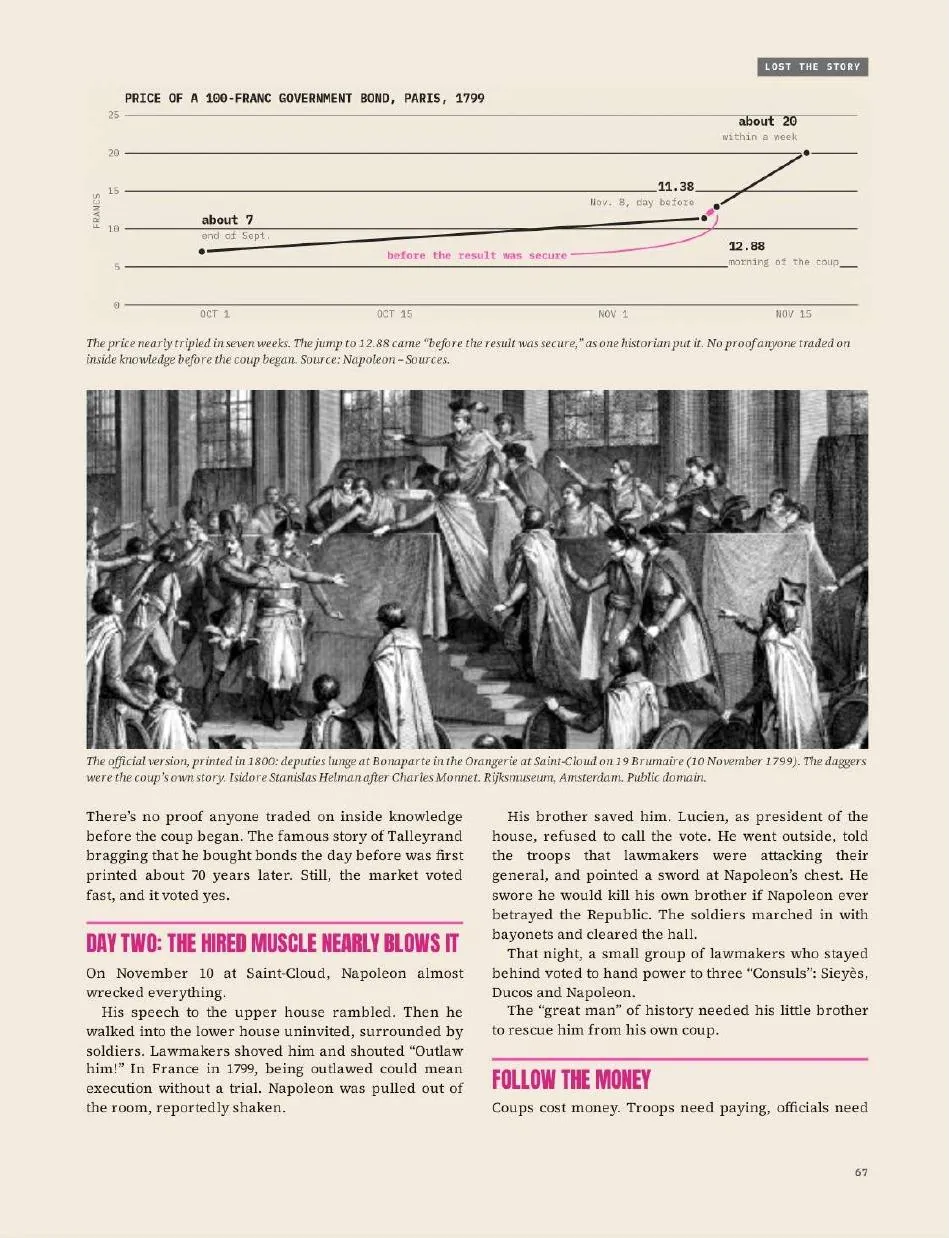 LOST THE STORY
PRICE OF A 100-FRANC GOVERNMENT BOND, PARIS, 1799
25
about 20
within a week
20
15
11.38
Nov. 8, day before
FRANCS
about 7
end of Sept.
10
12.88
morning of the coup
before the result was secure
5
0
OCT 1
OCT 15
NOV 1
NOV 15
The price nearly tripled in seven weeks. The jump to 12.88 came “before the result was secure,” as one historian put it. No proof anyone traded on
inside knowledge before the coup began. Source: Napoleon – Sources.
The official version, printed in 1800: deputies lunge at Bonaparte in the Orangerie at Saint-Cloud on 19 Brumaire (10 November 1799). The daggers
were the coup’s own story. Isidore Stanislas Helman after Charles Monnet. Rijksmuseum, Amsterdam. Public domain.
There’s no proof anyone traded on inside knowledge
before the coup began. The famous story of Talleyrand
bragging that he bought bonds the day before was first
printed about 70 years later. Still, the market voted
fast, and it voted yes.
DAY TWO: THE HIRED MUSCLE NEARLY BLOWS IT
On November 10 at Saint-Cloud, Napoleon almost
wrecked everything.
His speech to the upper house rambled. Then he
walked into the lower house uninvited, surrounded by
soldiers. Lawmakers shoved him and shouted “Outlaw
him!” In France in 1799, being outlawed could mean
execution without a trial. Napoleon was pulled out of
the room, reportedly shaken.
His brother saved him. Lucien, as president of the
house, refused to call the vote. He went outside, told
the troops that lawmakers were attacking their
general, and pointed a sword at Napoleon’s chest. He
swore he would kill his own brother if Napoleon ever
betrayed the Republic. The soldiers marched in with
bayonets and cleared the hall.
That night, a small group of lawmakers who stayed
behind voted to hand power to three “Consuls”: Sieyès,
Ducos and Napoleon.
The “great man” of history needed his little brother
to rescue him from his own coup.
FOLLOW THE MONEY
Coups cost money. Troops need paying, officials need
67